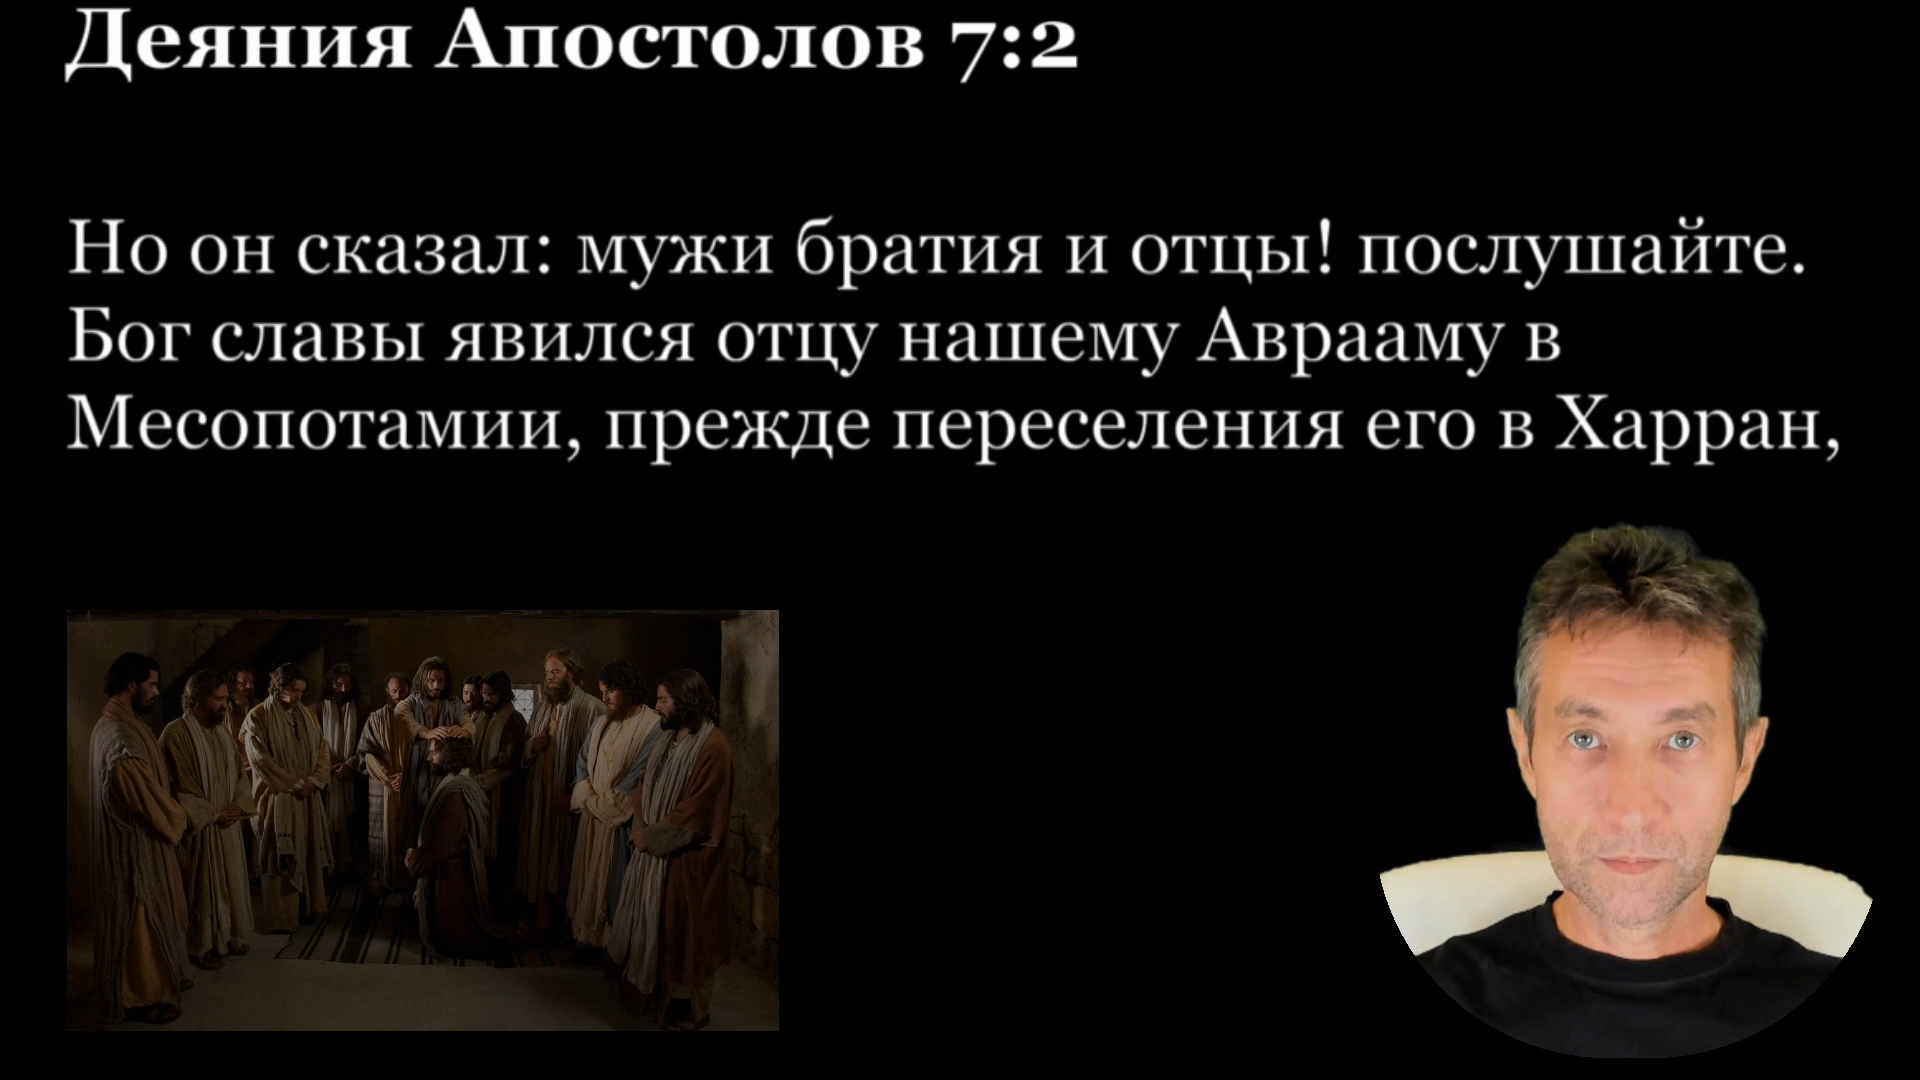 Деяния Апостолов 7:2
Но он сказал: мужи братия и отцы! послушайте.
Бог славы явился отцу нашему Аврааму в
Месопотамии, прежде переселения его в Харран,